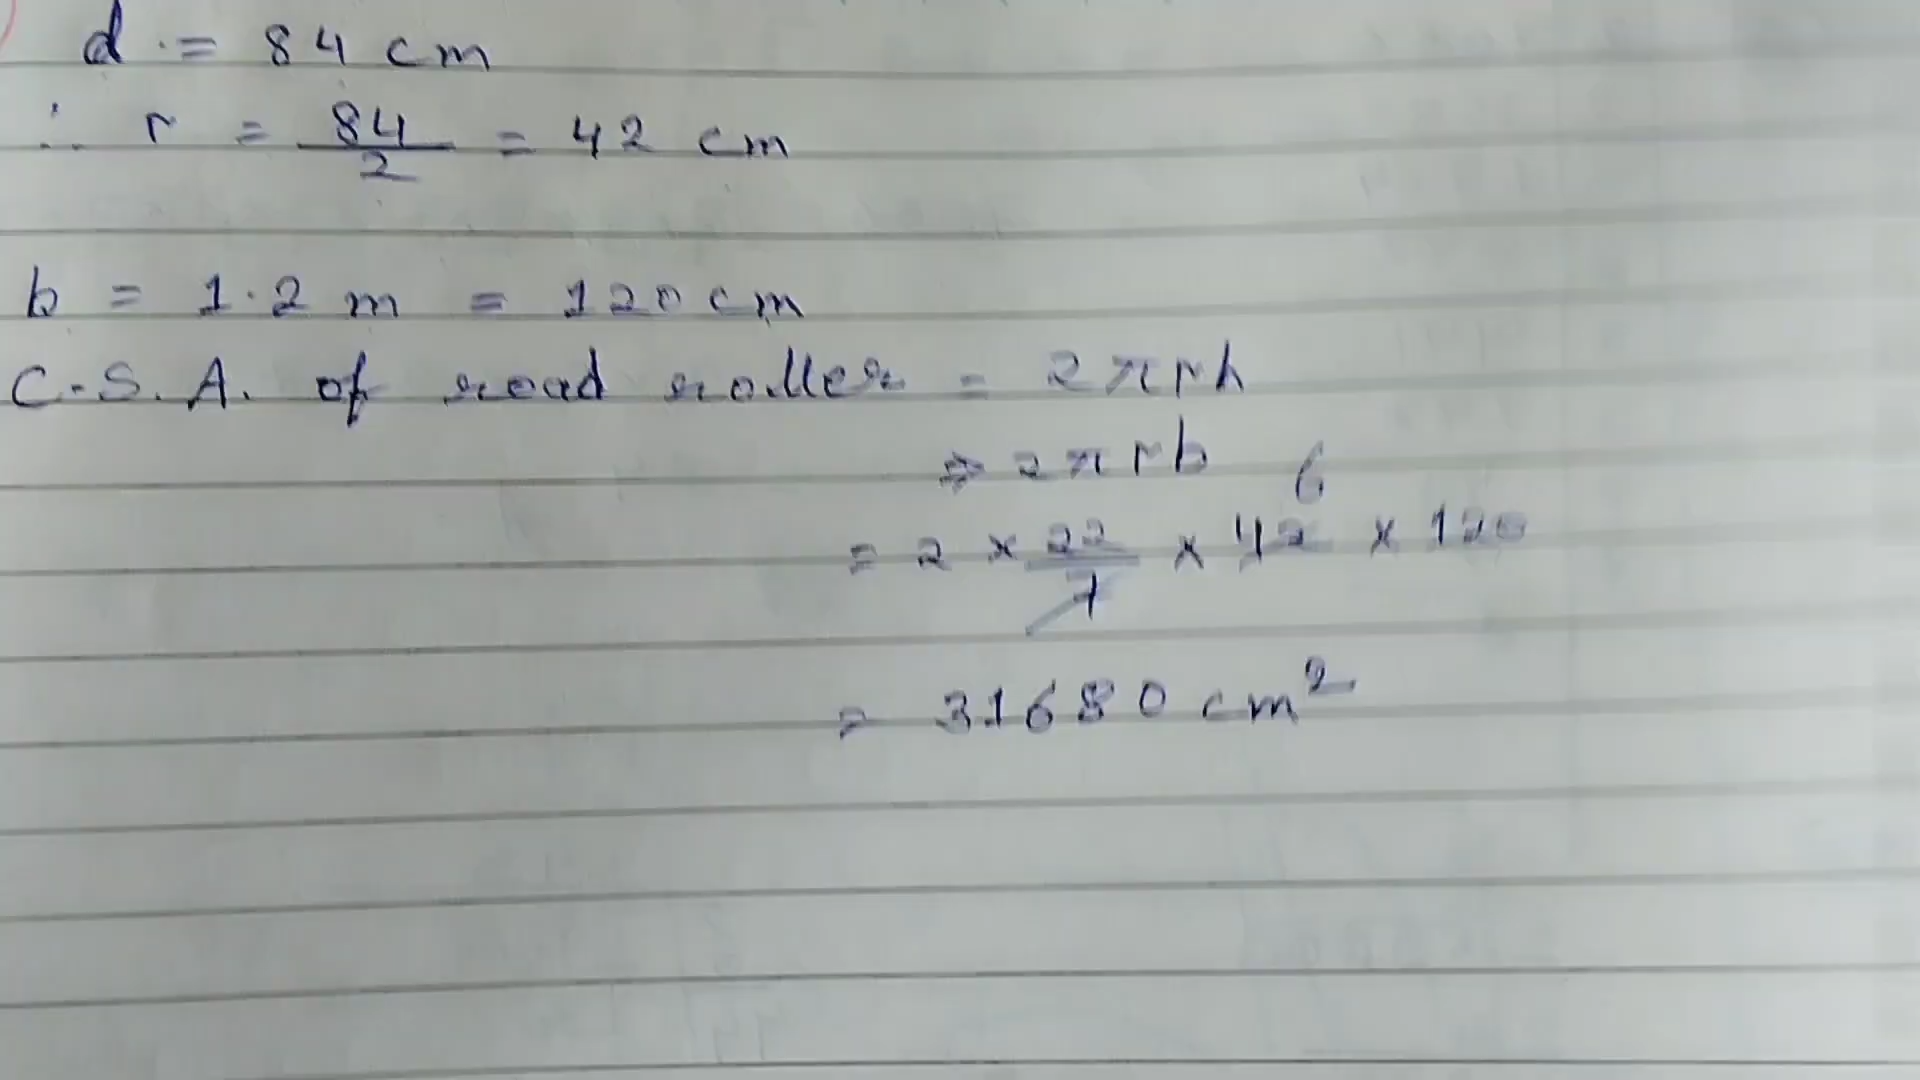 d. = 84 cm
∴ r = 84/2 = 42 cm
b = 1.2 m = 120 cm
C.S.A. of road roller = 2πrh
⇒ 2πrb
6
= 2 × 22/7 × 42 × 120
= 31680 cm²